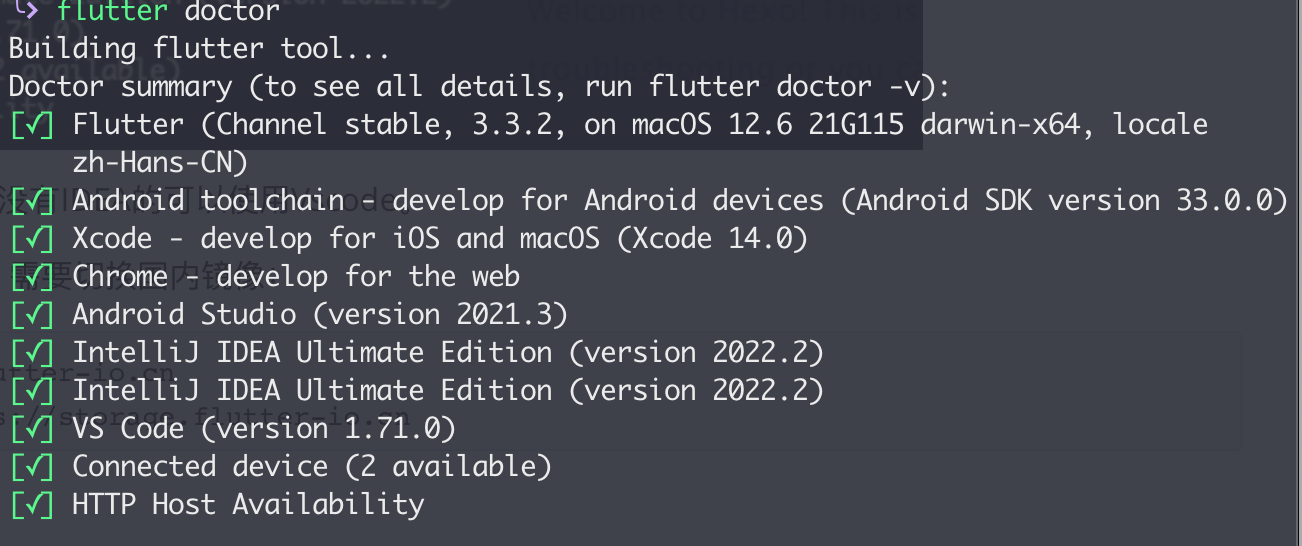 flutter doctor
Building flutter tool...
Doctor summary (to see all details, run flutter doctor -v):
[✓] Flutter (Channel stable, 3.3.2, on macOS 12.6 21G115 darwin-x64, locale
zh-Hans-CN)
[✓] Android toolchain - develop for Android devices (Android SDK version 33.0.0)
[✓] Xcode - develop for iOS and macOS (Xcode 14.0)
[✓] Chrome - develop for the web
[✓] Android Studio (version 2021.3)
[✓] IntelliJ IDEA Ultimate Edition (version 2022.2)
[✓] IntelliJ IDEA Ultimate Edition (version 2022.2)
[✓] VS Code (version 1.71.0)
[✓] Connected device (2 available)
[✓] HTTP Host Availability